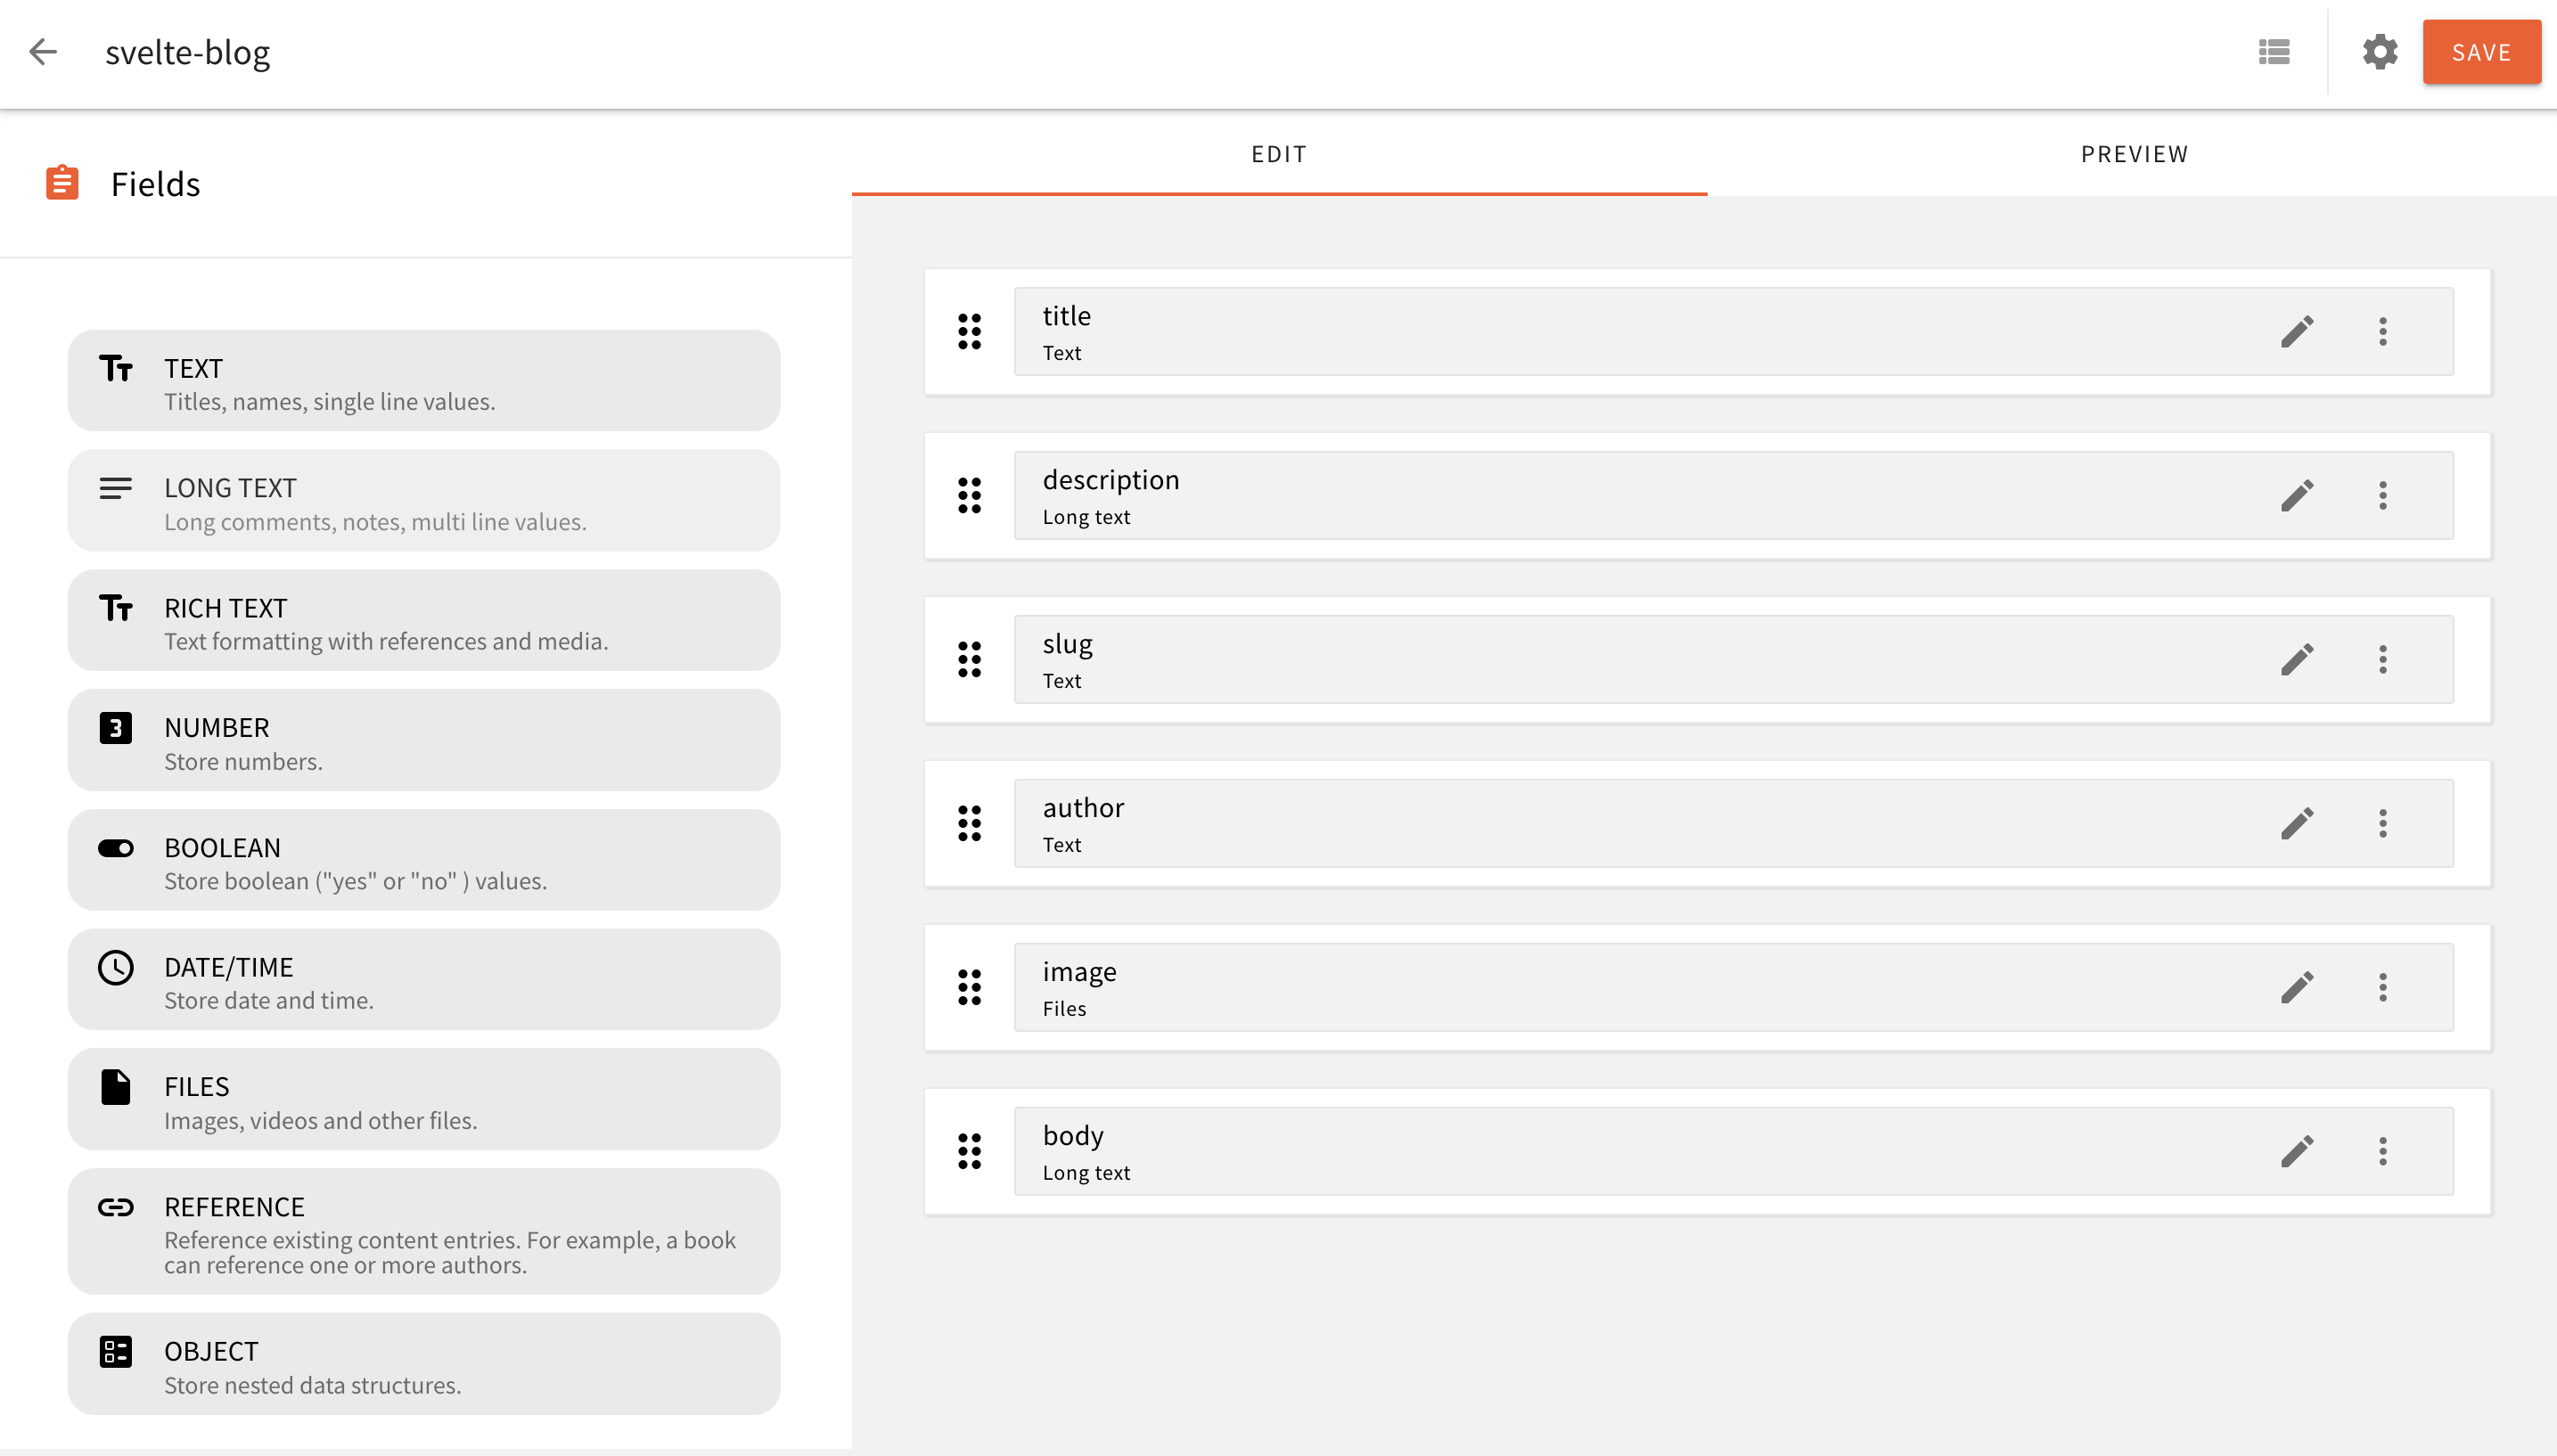 svelte-blog
SAVE
Fields
EDIT
PREVIEW
TEXT
Titles, names, single line values.
LONG TEXT
Long comments, notes, multi line values.
RICH TEXT
Text formatting with references and media.
3
NUMBER
Store numbers.
BOOLEAN
Store boolean ("yes" or "no" ) values.
DATE/TIME
Store date and time.
FILES
Images, videos and other files.
REFERENCE
Reference existing content entries. For example, a book
can reference one or more authors.
OBJECT
Store nested data structures.
title
Text
description
Long text
slug
Text
author
Text
image
Files
body
Long text